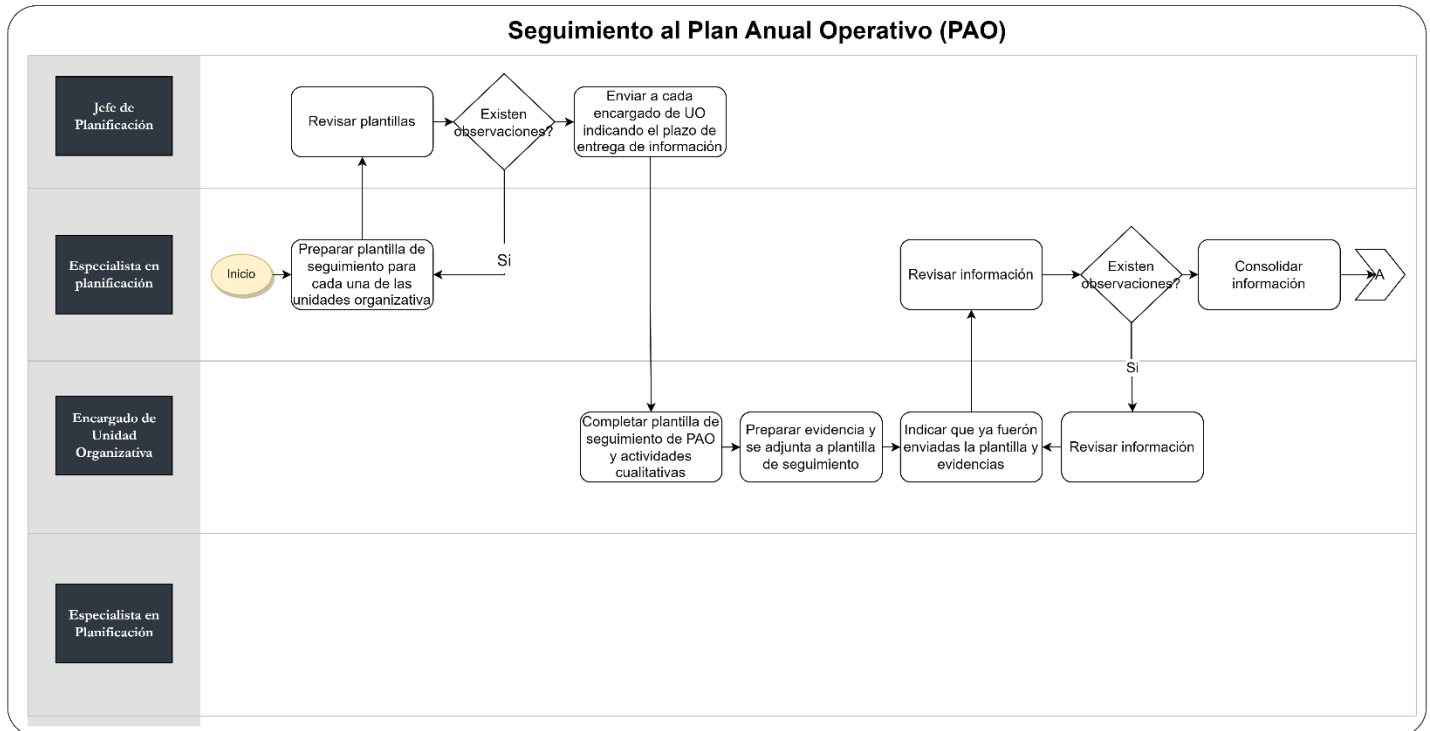 Seguimiento al Plan Anual Operativo (PAO)
Jefe de
Planificación
Revisar plantillas
Existen
observaciones?
Enviar a cada
encargado de UO
indicando el plazo de
entrega de información
Especialista en
planificación
Inicio
Preparar plantilla de
seguimiento para
cada una de las
unidades organizativa
Si
Revisar información
Existen
observaciones?
Consolidar
información
A
Si
Encargado de
Unidad
Organizativa
Completar plantilla de
seguimiento de PAO
y actividades
cualitativas
Preparar evidencia y
se adjunta a plantilla
de seguimiento
Indicar que ya fuerón
enviadas la plantilla y
evidencias
Revisar información
Especialista en
Planificación